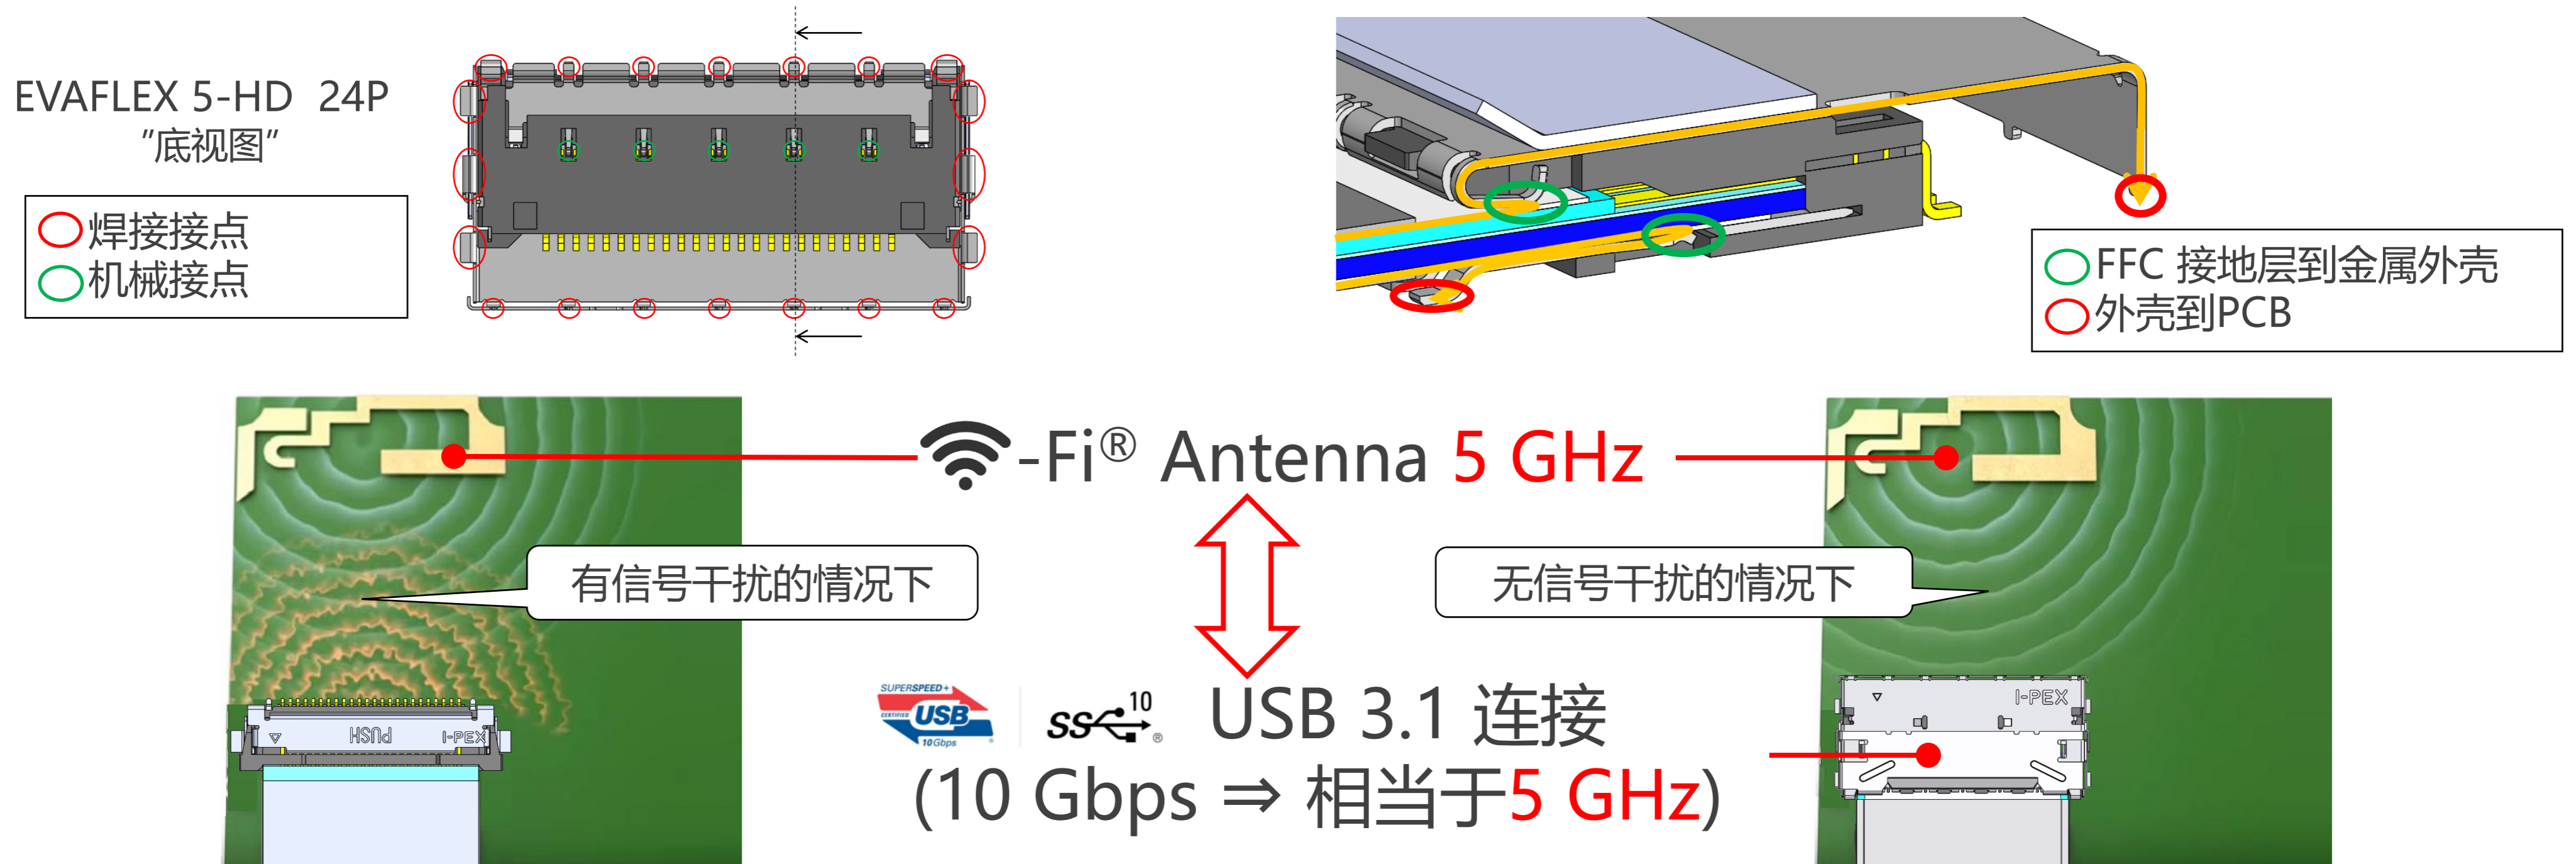 EVAFLEX 5-HD 24P
"底视图"
焊接接点
机械接点
FFC 接地层到金属外壳
外壳到PCB
-Fi® Antenna 5 GHz
有信号干扰的情况下
无信号干扰的情况下
SUPERSPEED+
CERTIFIED USB
10Gbps
SS 10
USB 3.1 连接
(10 Gbps ⇒ 相当于5 GHz)
PUSH
I-PEX
I-PEX